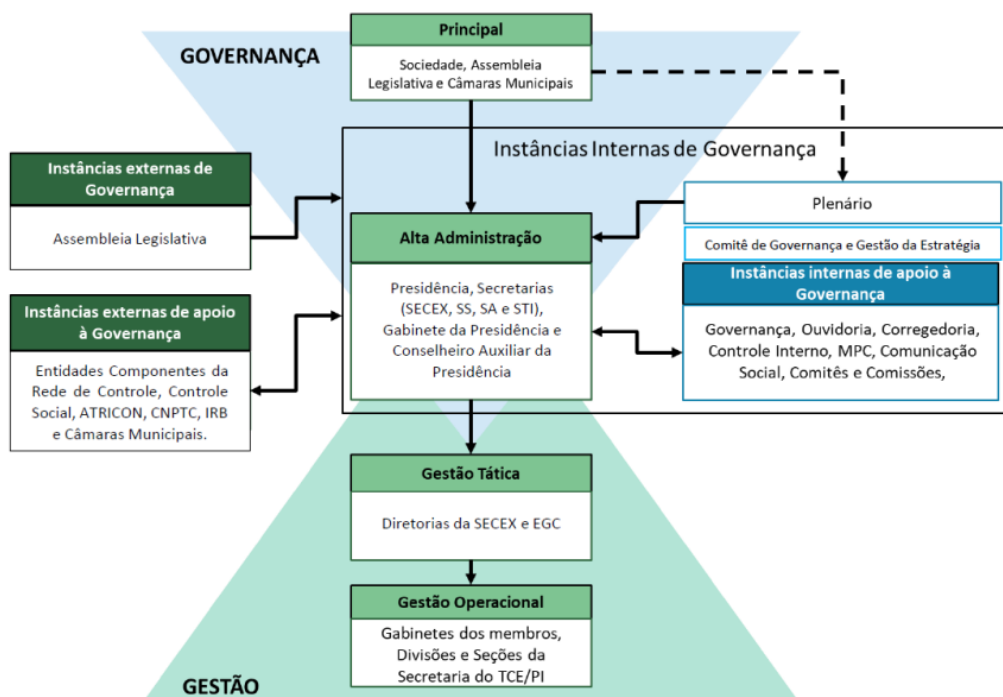 GOVERNANÇA
Principal
Sociedade, Assembleia
Legislativa e Câmaras Municipais
Instâncias Internas de Governança
Instâncias externas de
Governança
Assembleia Legislativa
Plenário
Comitê de Governança e Gestão da Estratégia
Alta Administração
Presidência, Secretarias
(SECEX, SS, SA e STI),
Gabinete da Presidência e
Conselheiro Auxiliar da
Presidência
Instâncias internas de apoio à
Governança
Governança, Ouvidoria, Corregedoria,
Controle Interno, MPC, Comunicação
Social, Comitês e Comissões,
Instâncias externas de apoio
à Governança
Entidades Componentes da
Rede de Controle, Controle
Social, ATRICON, CNPTC, IRB
e Câmaras Municipais.
Gestão Tática
Diretorias da SECEX e EGC
Gestão Operacional
Gabinetes dos membros,
Divisões e Seções da
Secretaria do TCE/PI
GESTÃO